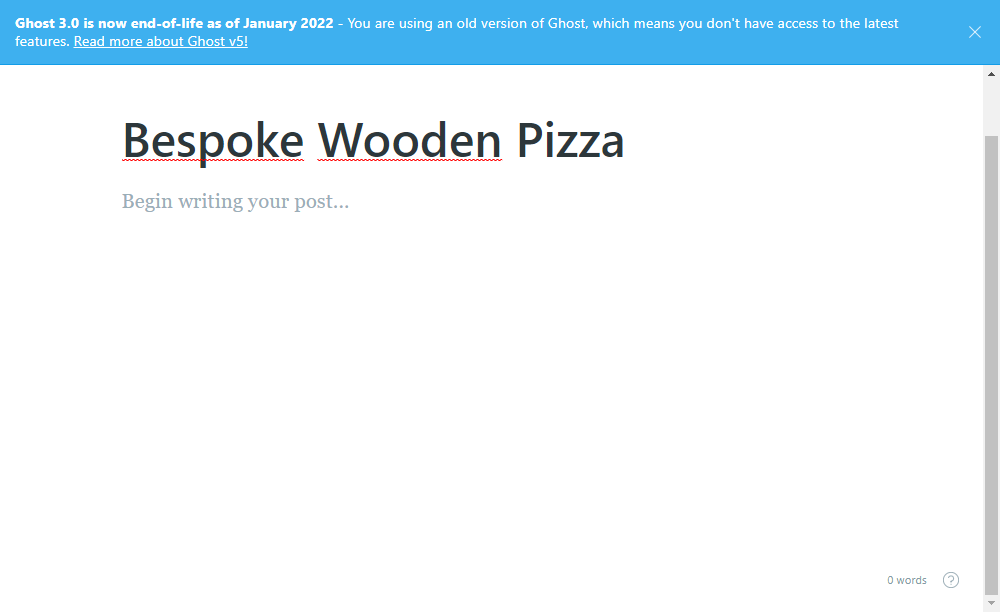 Ghost 3.0 is now end-of-life as of January 2022 - You are using an old version of Ghost, which means you don't have access to the latest
features. Read more about Ghost v5!
Bespoke Wooden Pizza
Begin writing your post...
0 words
?